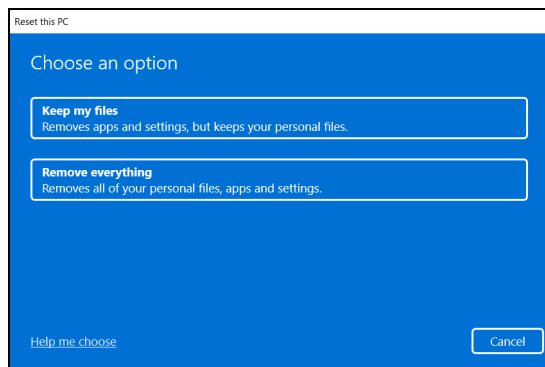 Reset this PC
Choose an option
Keep my files
Removes apps and settings, but keeps your personal files.
Remove everything
Removes all of your personal files, apps and settings.
Help me choose
Cancel